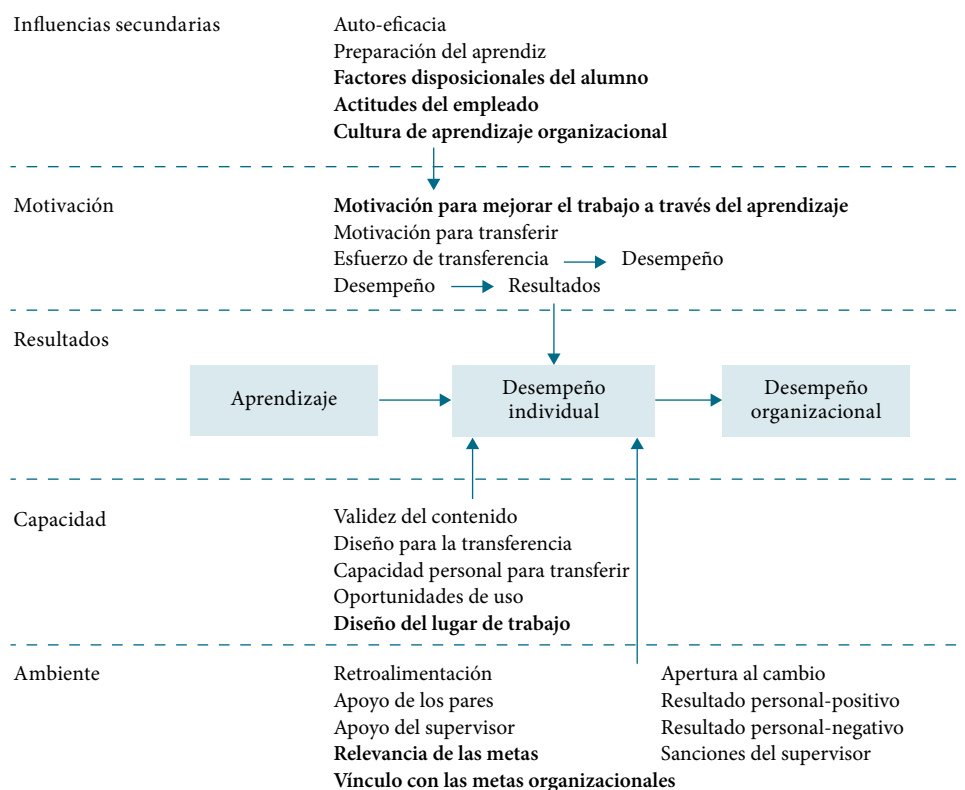 Influencias secundarias
Auto-eficacia
Preparación del aprendiz
Factores disposicionales del alumno
Actitudes del empleado
Cultura de aprendizaje organizacional
Motivación
Motivación para mejorar el trabajo a través del aprendizaje
Motivación para transferir
Esfuerzo de transferencia Desempeño
Desempeño Resultados
Resultados
Aprendizaje
Desempeño
individual
Desempeño
organizacional
Capacidad
Validez del contenido
Diseño para la transferencia
Capacidad personal para transferir
Oportunidades de uso
Diseño del lugar de trabajo
Ambiente
Retroalimentación
Apoyo de los pares
Apoyo del supervisor
Relevancia de las metas
Vínculo con las metas organizacionales
Apertura al cambio
Resultado personal-positivo
Resultado personal-negativo
Sanciones del supervisor